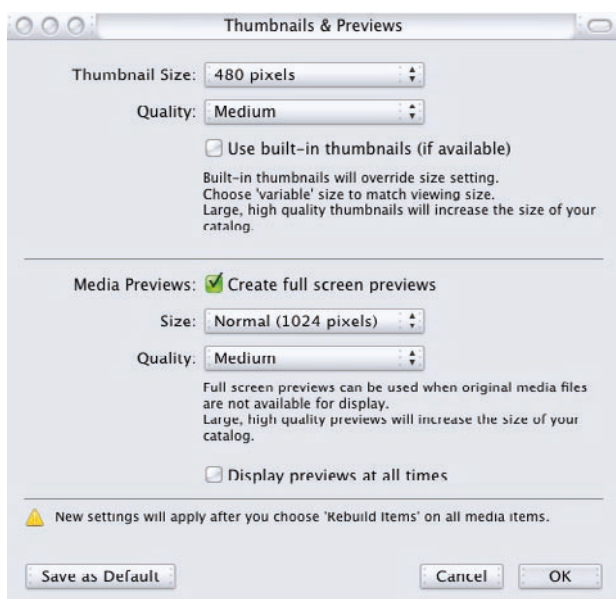 Thumbnails & Previews
Thumbnail Size: 480 pixels
Quality: Medium
Use built-in thumbnails (if available)
Built-in thumbnails will override size setting.
Choose 'variable' size to match viewing size.
Large, high quality thumbnails will increase the size of your
catalog.
Media Previews: Create full screen previews
Size: Normal (1024 pixels)
Quality: Medium
Full screen previews can be used when original media files
are not available for display.
Large, high quality previews will increase the size of your
catalog.
Display previews at all times
New settings will apply after you choose 'Rebuild Items' on all media items.
Save as Default Cancel OK